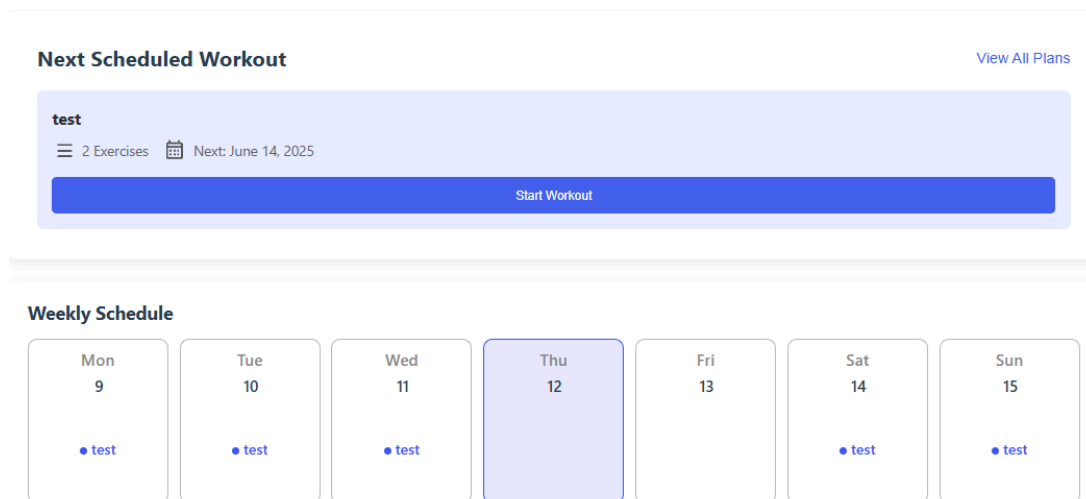 Next Scheduled Workout
View All Plans
test
2 Exercises
Next: June 14, 2025
Start Workout
Weekly Schedule
Mon Tue Wed Thu Fri Sat Sun
9 10 11 12 13 14 15
test test test test test